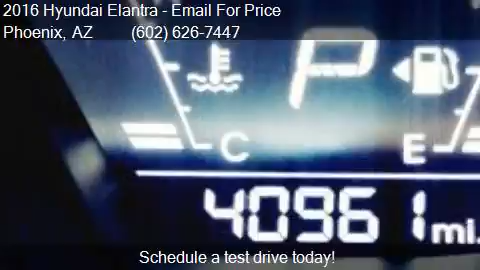 2016 Hyundai Elantra - Email For Price
Phoenix, AZ (602) 626-7447
P
C E
40961 mi.
Schedule a test drive today!